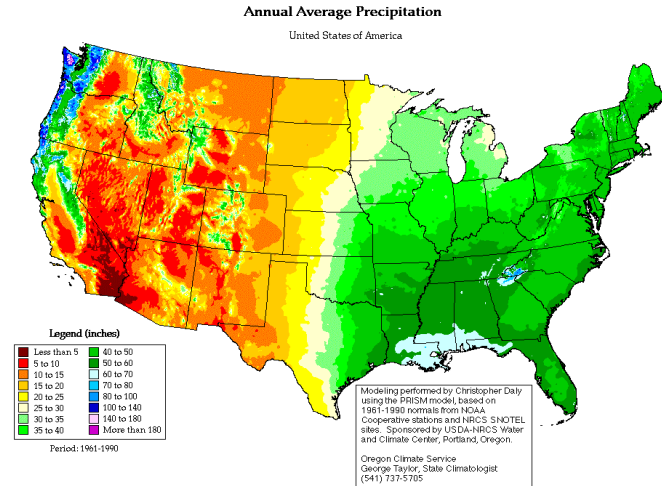 Annual Average Precipitation
United States of America
Legend (inches)
Less than 5
5 to 10
10 to 15
15 to 20
20 to 25
25 to 30
30 to 35
35 to 40
40 to 50
50 to 60
60 to 70
70 to 80
80 to 100
100 to 140
140 to 180
More than 180
Period: 1961-1990
Modeling performed by Christopher Daly
using the PRISM model, based on
1961-1990 normals from NOAA
Cooperative stations and NRCS SNOTEL
sites. Sponsored by USDA-NRCS Water
and Climate Center, Portland, Oregon.
Oregon Climate Service
George Taylor, State Climatologist
(541) 737-5705